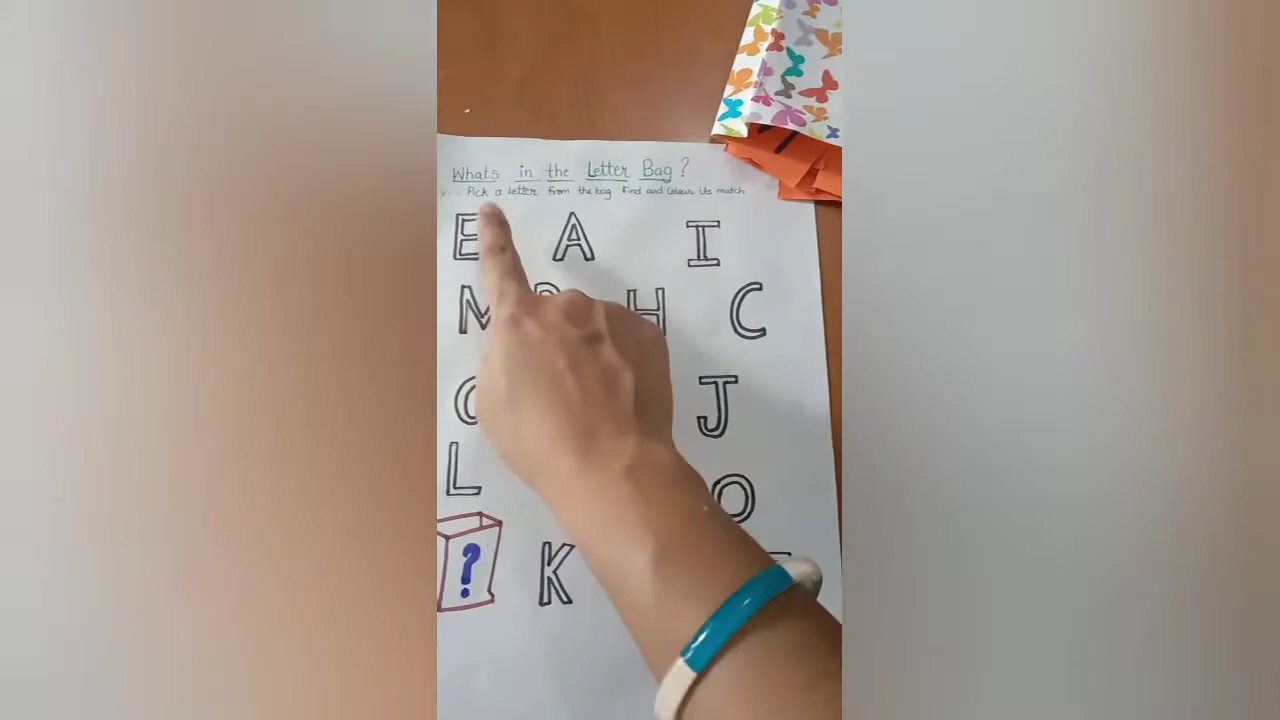 Whats in the Letter Bag?
Pick a letter from the bag Find and Colour its match
E A I
M H C
J
L O
? K